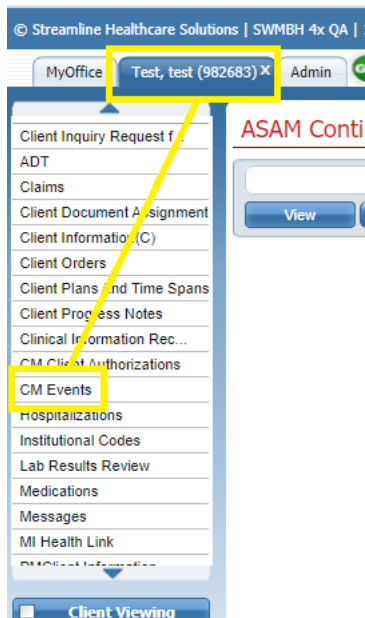 © Streamline Healthcare Solutions | SWMBH 4x QA |
MyOffice Test, test (982683) X Admin
Client Inquiry Request f...
ASAM Conti
ADT
Claims
Client Document Assignment
View
Client Information (C)
Client Orders
Client Plans and Time Spans
Client Progress Notes
Clinical Information Rec...
CM Client Authorizations
CM Events
Hospitalizations
Institutional Codes
Lab Results Review
Medications
Messages
MI Health Link
PMClient Information
Client Viewing